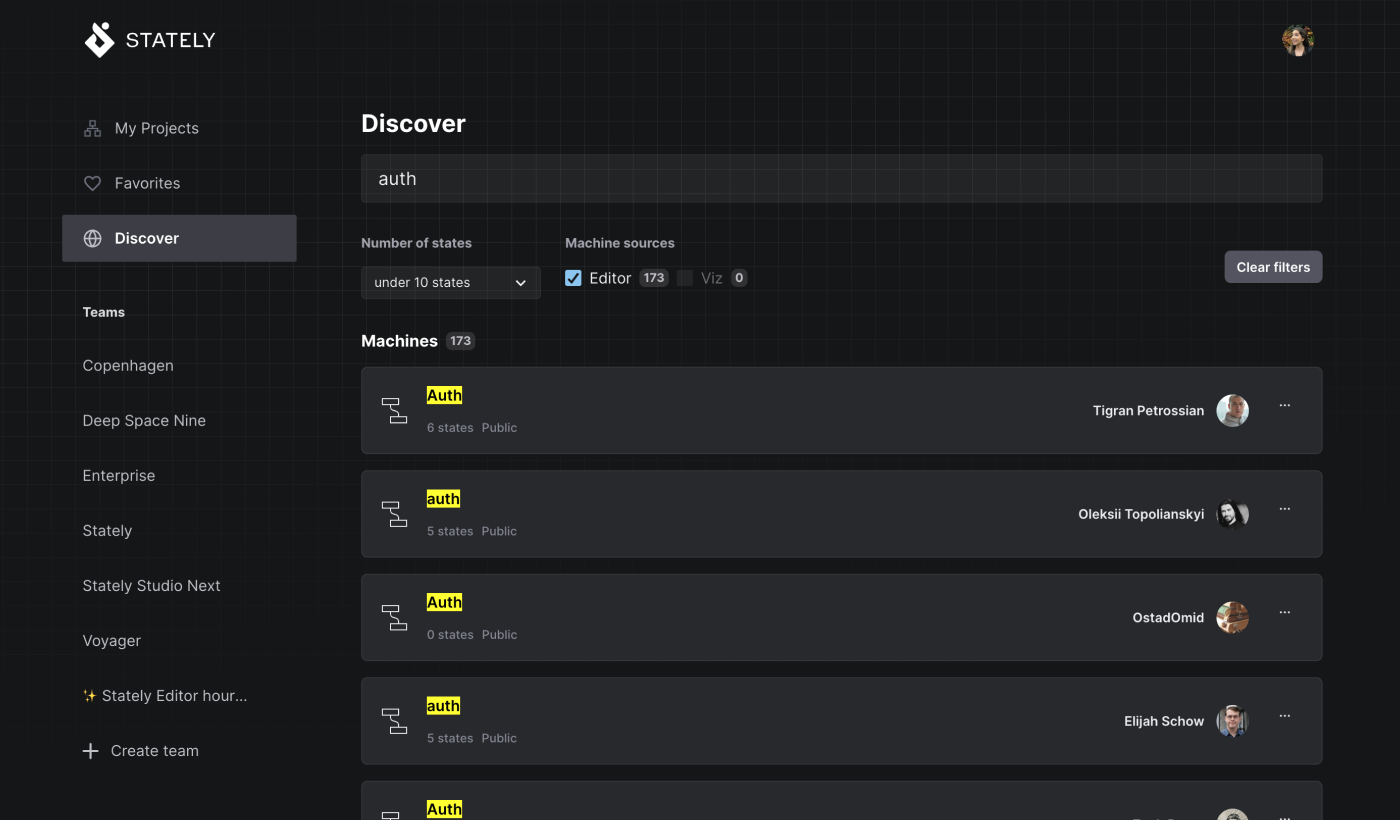 STATELY
My Projects
Favorites
Discover
Teams
Copenhagen
Deep Space Nine
Enterprise
Stately
Stately Studio Next
Voyager
✨ Stately Editor hour...
Create team
Discover
auth
Number of states
under 10 states
Machine sources
Editor 173 Viz 0
Clear filters
Machines 173
Auth
6 states Public
Tigran Petrossian
auth
5 states Public
Oleksii Topolianskyi
Auth
0 states Public
OstadOmid
auth
5 states Public
Elijah Schow
Auth